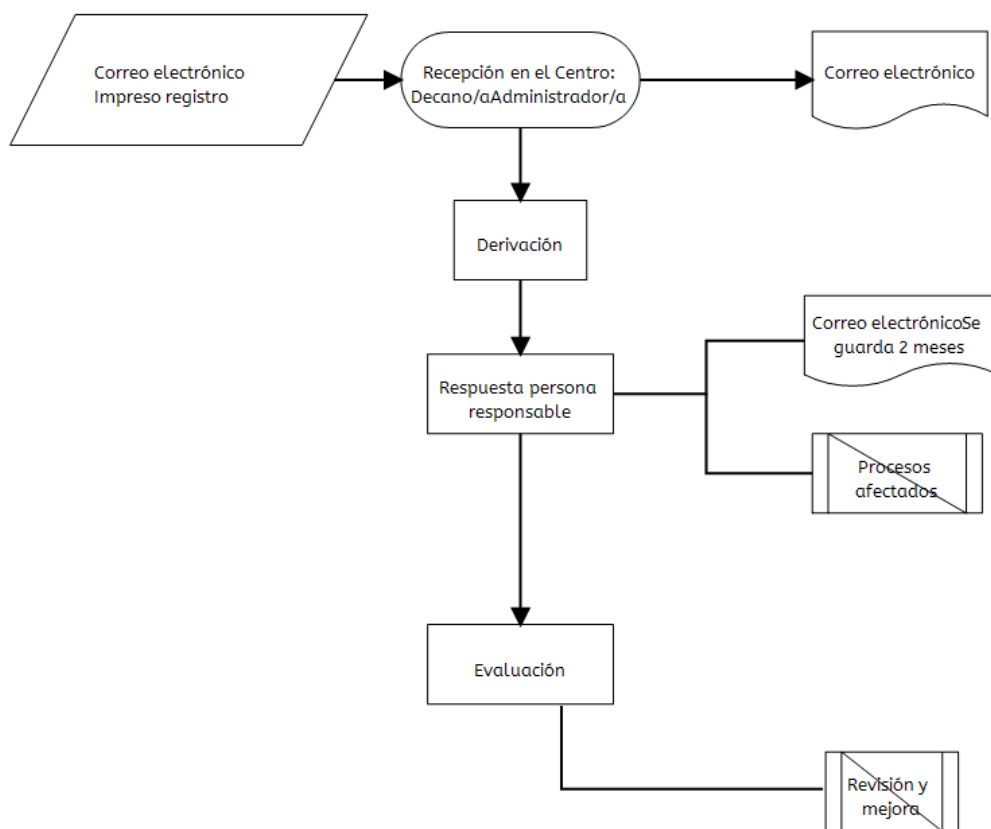 Correo electrónico
Impreso registro
Recepción en el Centro:
Decano/aAdministrador/a
Correo electrónico
Derivación
Correo electrónicoSe
guarda 2 meses
Respuesta persona
responsable
Procesos
afectados
Evaluación
Revisión y
mejora